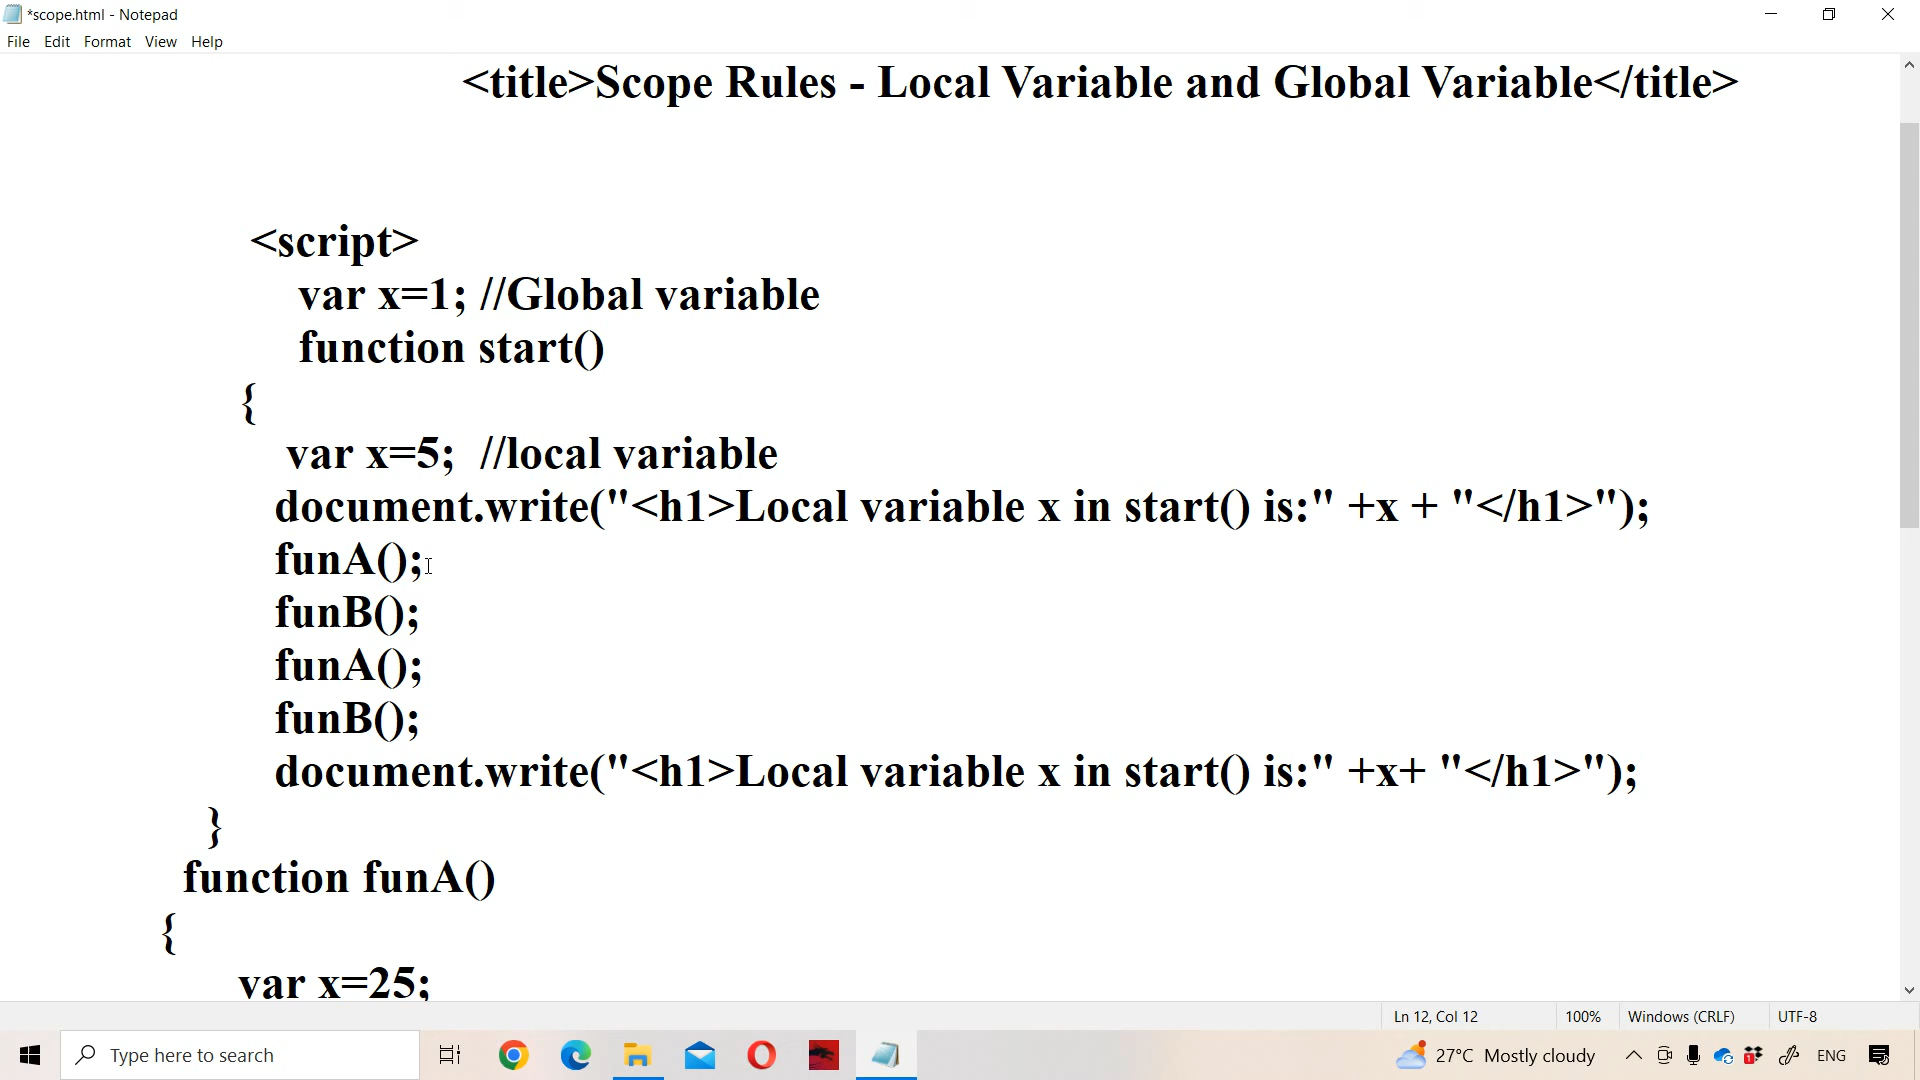 *scope.html - Notepad
File Edit Format View Help
<title>Scope Rules - Local Variable and Global Variable</title>
<script>
var x=1; //Global variable
function start()
{
var x=5;  //local variable
document.write("<h1>Local variable x in start() is:" +x + "</h1>");
funA();
funB();
funA();
funB();
document.write("<h1>Local variable x in start() is:" +x+ "</h1>");
}
function funA()
{
var x=25;
Ln 12, Col 12 100% Windows (CRLF) UTF-8
Type here to search 27°C Mostly cloudy 1 ENG